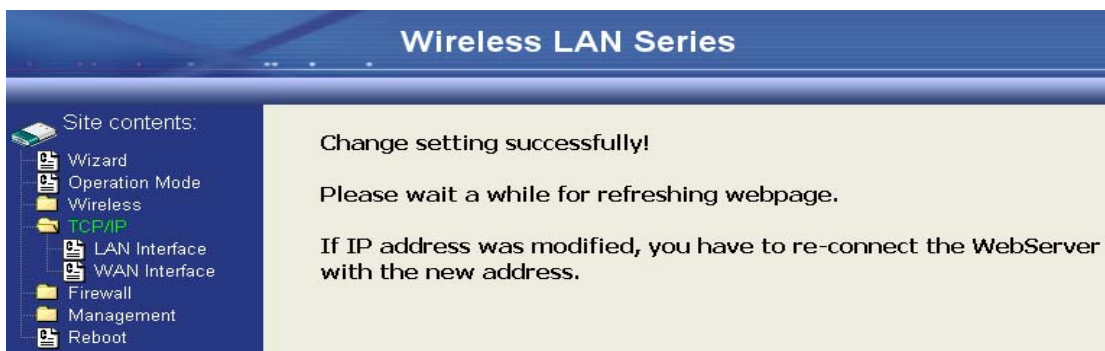 Wireless LAN Series
Site contents:
Wizard
Operation Mode
Wireless
TCP/IP
LAN Interface
WAN Interface
Firewall
Management
Reboot
Change setting successfully!
Please wait a while for refreshing webpage.
If IP address was modified, you have to re-connect the WebServer
with the new address.